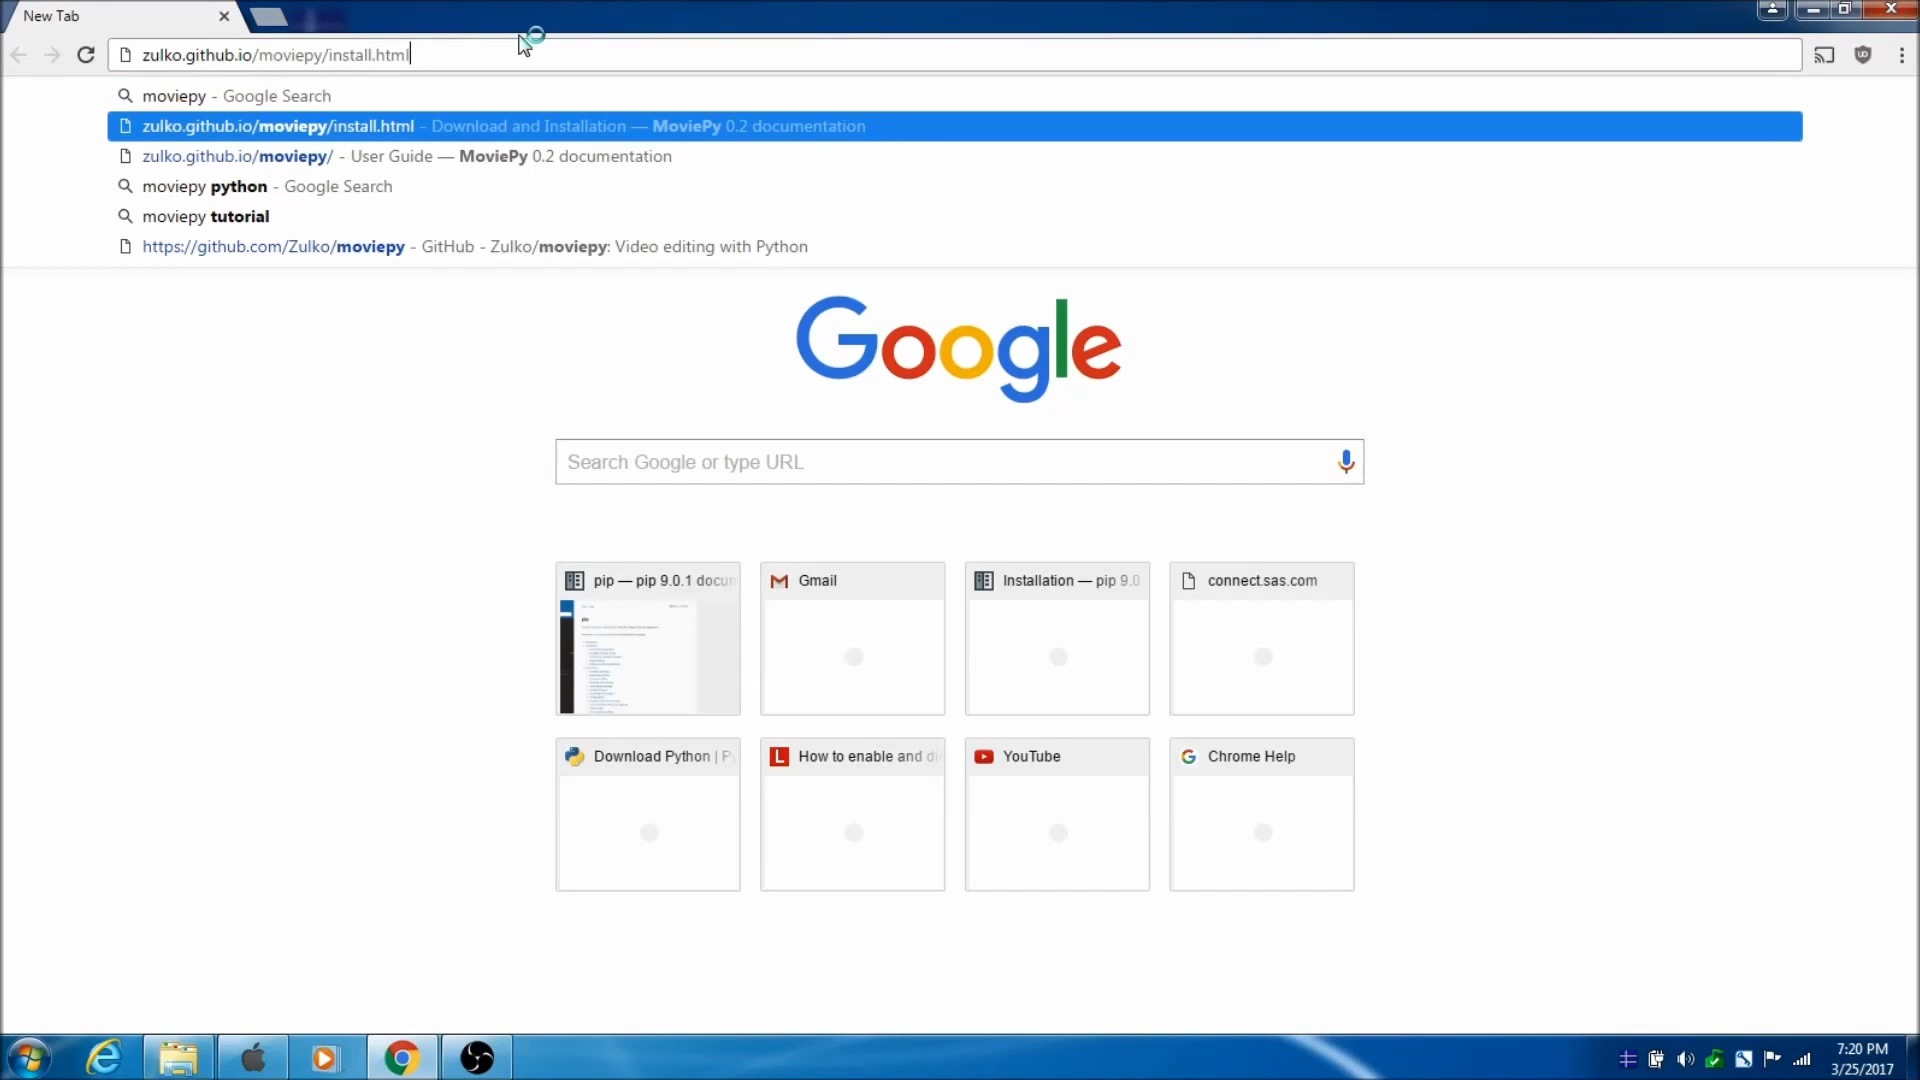 New Tab
zulko.github.io/moviepy/install.html
moviepy - Google Search
zulko.github.io/moviepy/install.html - Download and Installation — MoviePy 0.2 documentation
zulko.github.io/moviepy/ - User Guide — MoviePy 0.2 documentation
moviepy python - Google Search
moviepy tutorial
https://github.com/Zulko/moviepy - GitHub - Zulko/moviepy: Video editing with Python
Google
Search Google or type URL
pip — pip 9.0.1 docum
Gmail
Installation — pip 9.0
connect.sas.com
Download Python | Py
How to enable and di
YouTube
Chrome Help
7:20 PM
3/25/2017